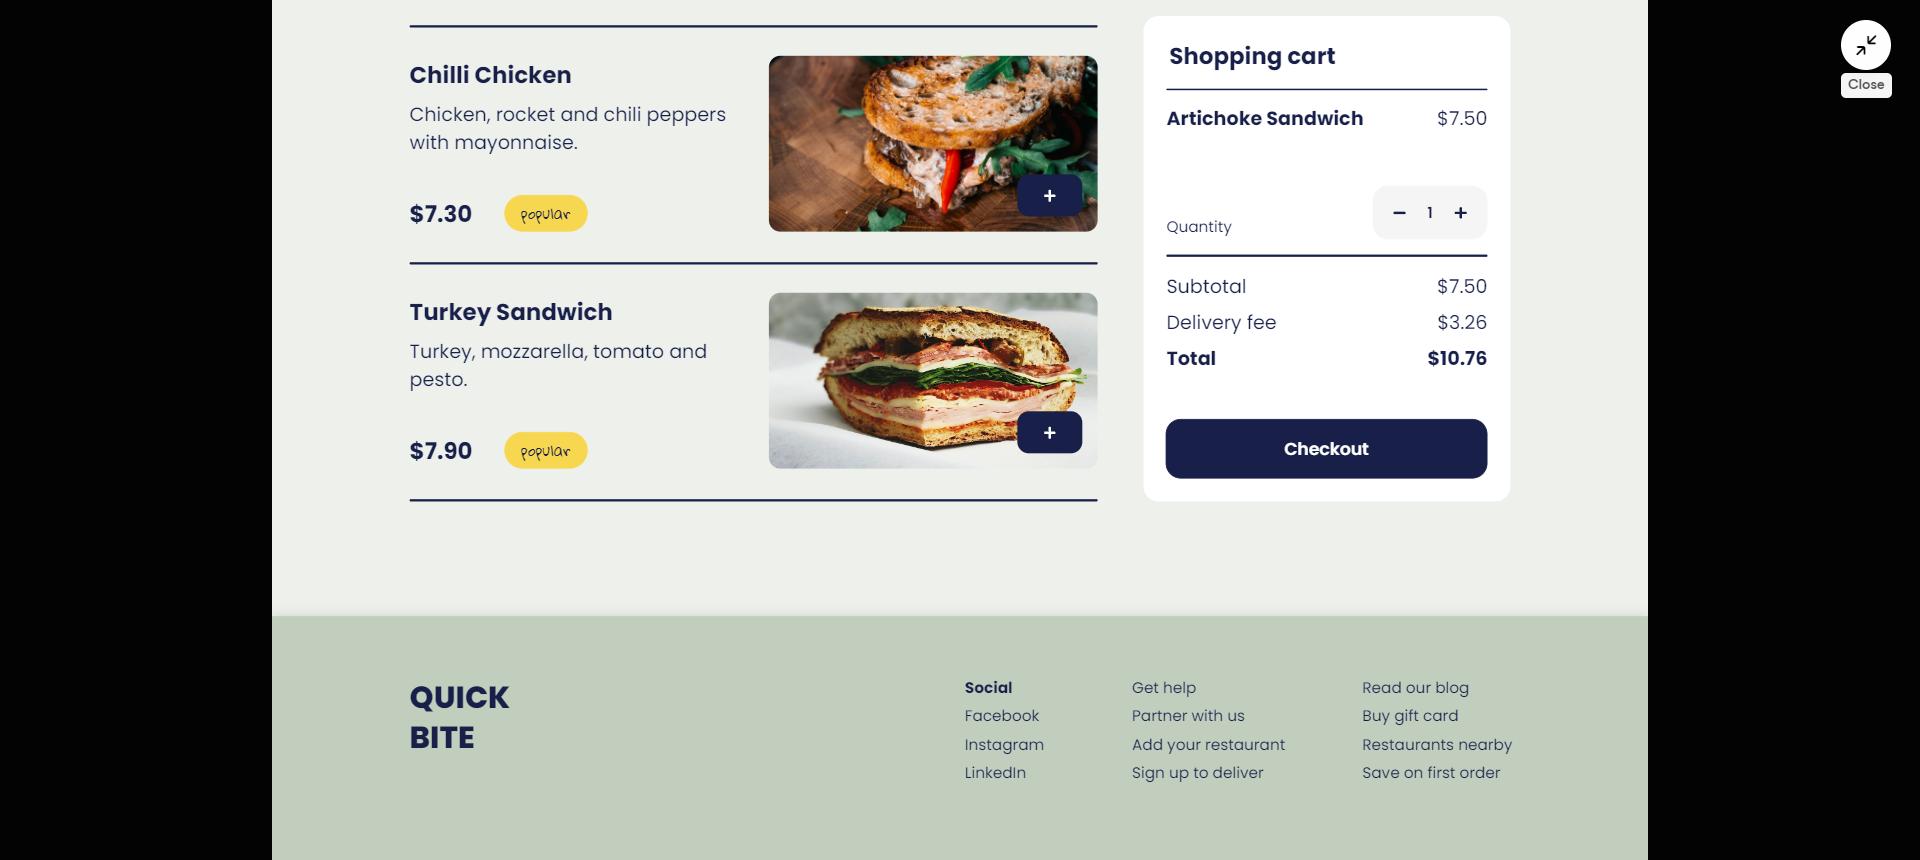 Chilli Chicken
Chicken, rocket and chili peppers
with mayonnaise.
$7.30 popular
+
Turkey Sandwich
Turkey, mozzarella, tomato and
pesto.
$7.90 popular
+
Shopping cart
Artichoke Sandwich $7.50
Quantity − 1 +
Subtotal $7.50
Delivery fee $3.26
Total $10.76
Checkout
Close
QUICK
BITE
Social
Facebook
Instagram
LinkedIn
Get help
Partner with us
Add your restaurant
Sign up to deliver
Read our blog
Buy gift card
Restaurants nearby
Save on first order